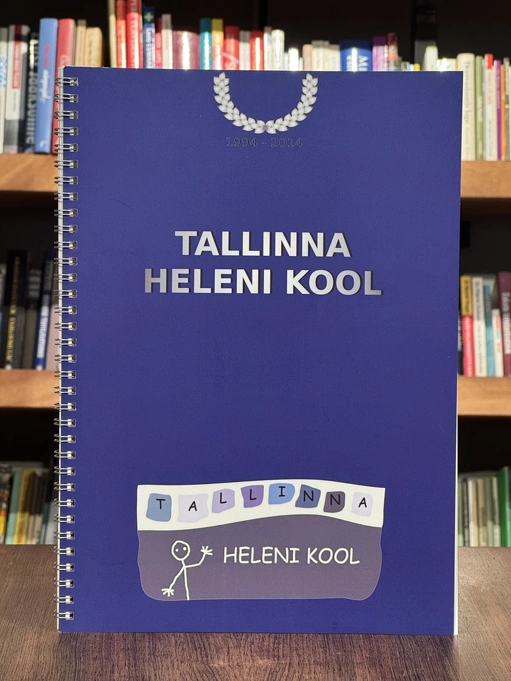 1994 - 2014
TALLINNA
HELENI KOOL
TALLINNA
HELENI KOOL